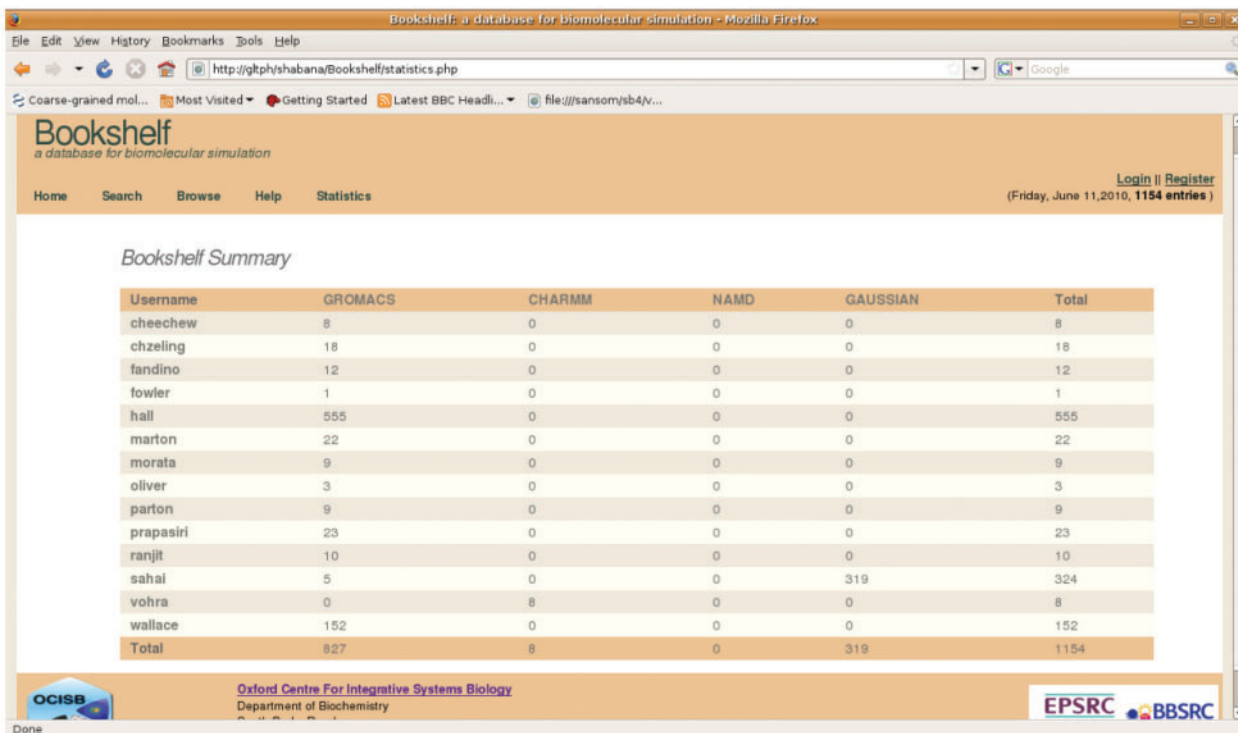 Bookshelf: a database for biomolecular simulation - Mozilla Firefox
File Edit View History Bookmarks Tools Help
http://gltph/shabana/Bookshelf/statistics.php
Google
Coarse-grained mol... Most Visited Getting Started Latest BBC Headli... file:///sansom/sb4/v...
Bookshelf
a database for biomolecular simulation
Login || Register
Home Search Browse Help Statistics
(Friday, June 11,2010, 1154 entries )
Bookshelf Summary
Username GROMACS CHARMM NAMD GAUSSIAN Total
cheechew 8 0 0 0 8
chzeling 18 0 0 0 18
fandino 12 0 0 0 12
fowler 1 0 0 0 1
hall 555 0 0 0 555
marton 22 0 0 0 22
morata 9 0 0 0 9
oliver 3 0 0 0 3
parton 9 0 0 0 9
prapasiri 23 0 0 0 23
ranjit 10 0 0 0 10
sahai 5 0 0 319 324
vohra 0 8 0 0 8
wallace 152 0 0 0 152
Total 827 8 0 319 1154
OCISB
Oxford Centre For Integrative Systems Biology
Department of Biochemistry
EPSRC BBSRC
Done